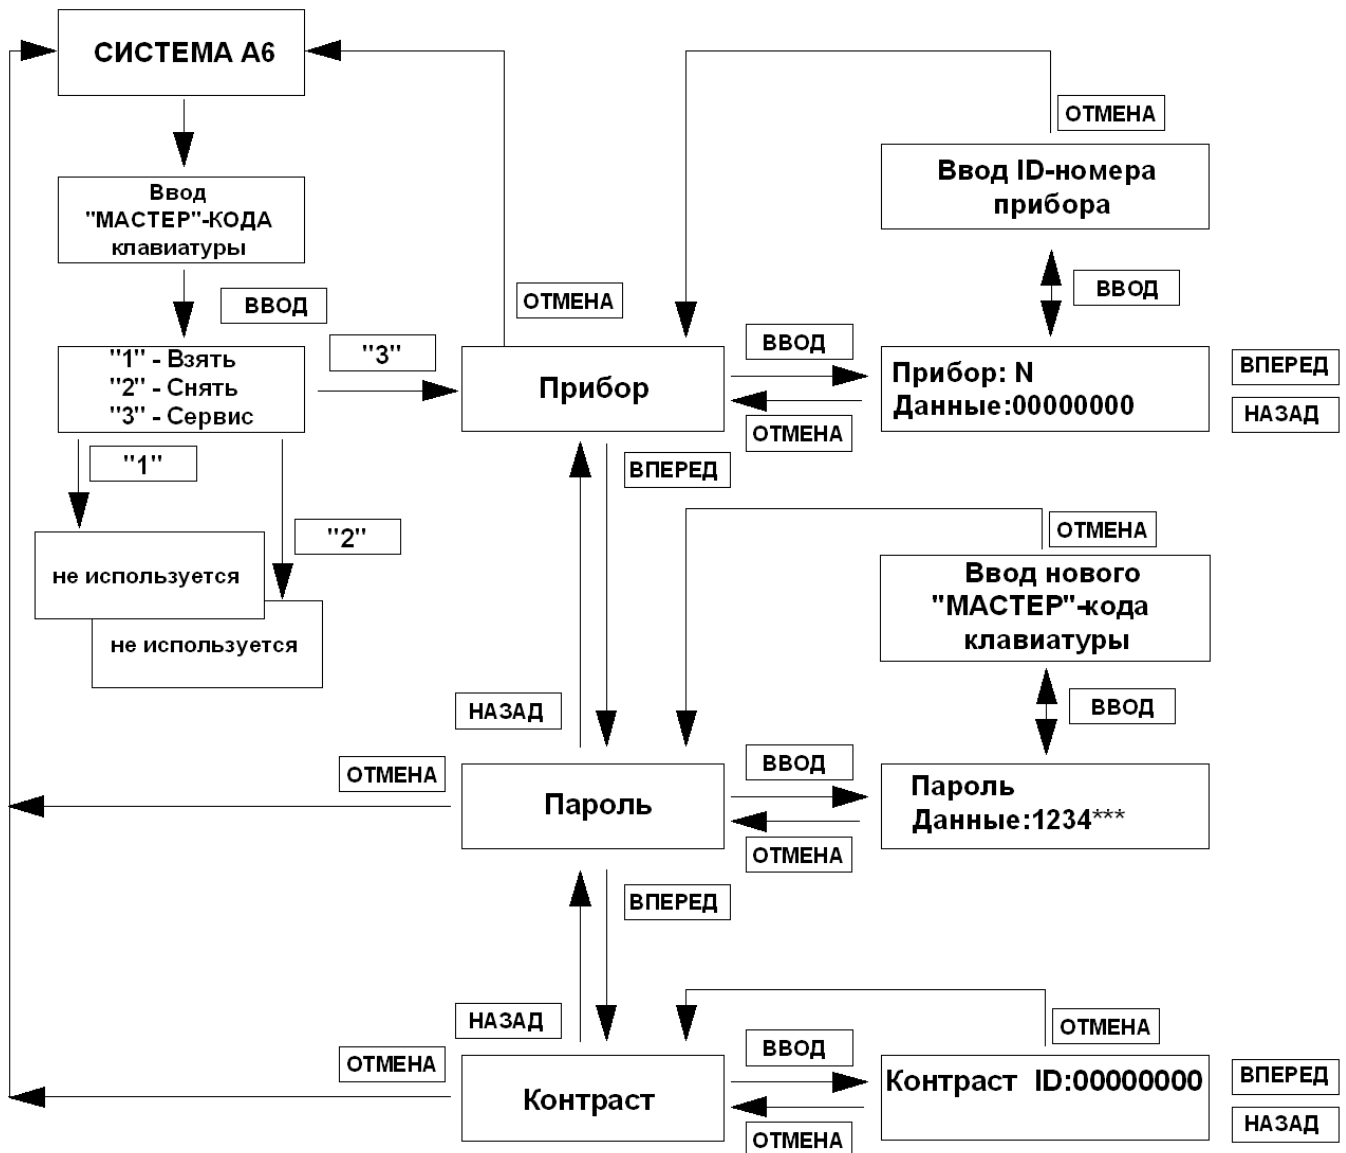 СИСТЕМА А6
ОТМЕНА
Ввод ID-номера
прибора
Ввод
"МАСТЕР"-КОДА
клавиатуры
ВВОД
ОТМЕНА
ВВОД
"1" - Взять
"2" - Снять
"3" - Сервис
"3"
Прибор
ВВОД
ОТМЕНА
Прибор: N
Данные:00000000
ВПЕРЕД
НАЗАД
"1"
ВПЕРЕД
"2"
не используется
не используется
ОТМЕНА
Ввод нового
"МАСТЕР"-кода
клавиатуры
НАЗАД
ВВОД
ОТМЕНА
Пароль
ВВОД
ОТМЕНА
Пароль
Данные:1234***
ВПЕРЕД
НАЗАД
ОТМЕНА
ОТМЕНА
Контраст
ВВОД
ОТМЕНА
Контраст ID:00000000
ВПЕРЕД
НАЗАД